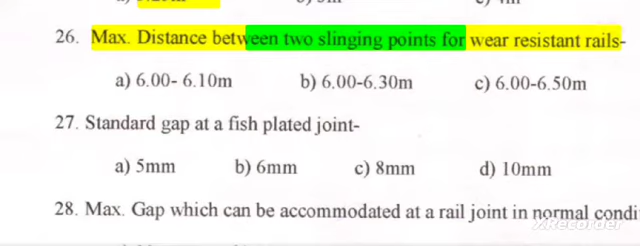 26. Max. Distance between two slinging points for wear resistant rails-
a) 6.00- 6.10m b) 6.00-6.30m c) 6.00-6.50m
27. Standard gap at a fish plated joint-
a) 5mm b) 6mm c) 8mm d) 10mm
28. Max. Gap which can be accommodated at a rail joint in normal condi
XRecorder